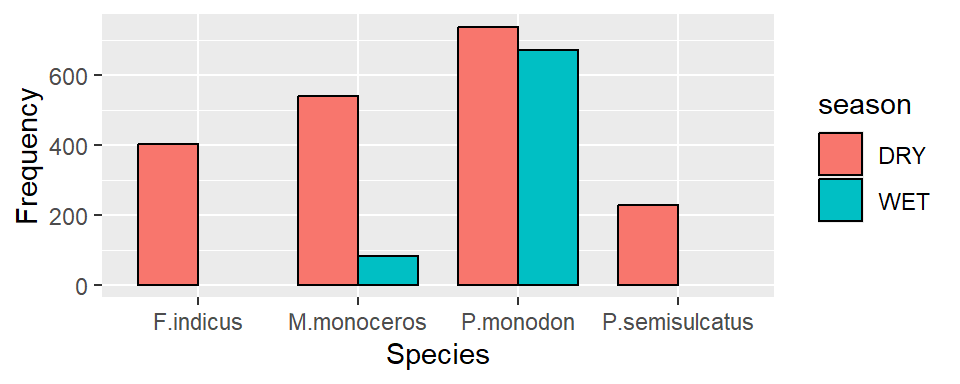 Frequency
600
400
200
0
F.indicus
M.monoceros
P.monodon
P.semisulcatus
Species
season
DRY
WET